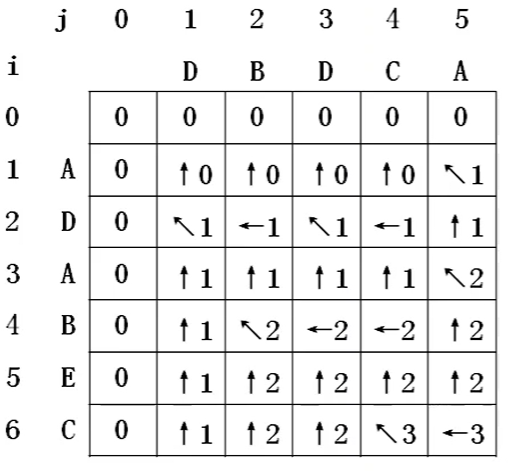 j 0 1 2 3 4 5
i D B D C A
0 0 0 0 0 0 0
1 A 0 ↑0 ↑0 ↑0 ↑0 ↖1
2 D 0 ↖1 ←1 ↖1 ←1 ↑1
3 A 0 ↑1 ↑1 ↑1 ↑1 ↖2
4 B 0 ↑1 ↖2 ←2 ←2 ↑2
5 E 0 ↑1 ↑2 ↑2 ↑2 ↑2
6 C 0 ↑1 ↑2 ↑2 ↖3 ←3